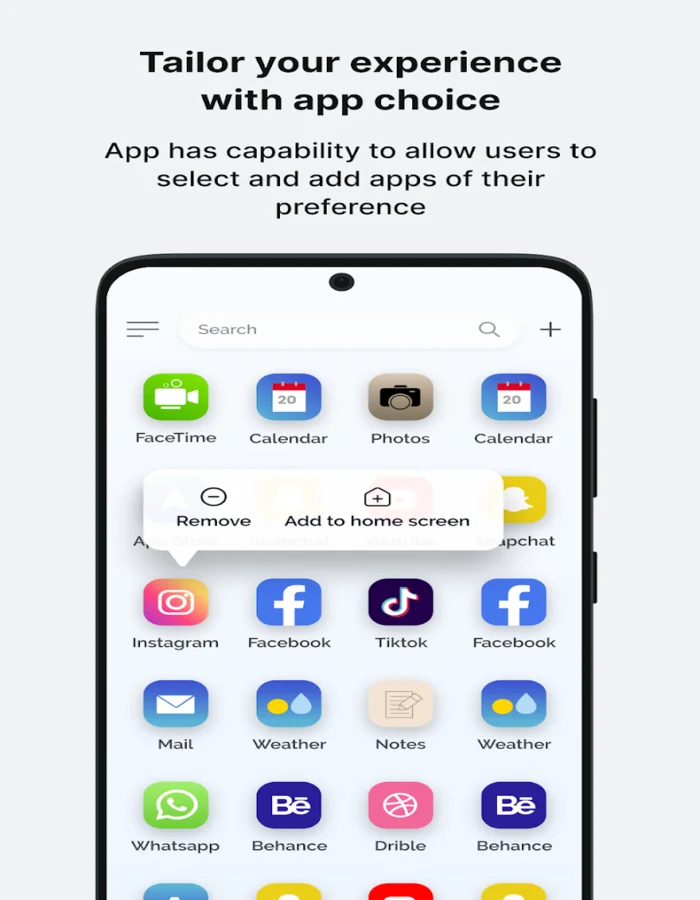 Tailor your experience
with app choice
App has capability to allow users to
select and add apps of their
preference
Search
FaceTime
20
Calendar
Photos
20
Calendar
Remove
Add to home screen
App Store
Snapchat
Youtube
Snapchat
Instagram
Facebook
Tiktok
Facebook
Mail
Weather
Notes
Weather
Whatsapp
Bē
Behance
Drible
Bē
Behance